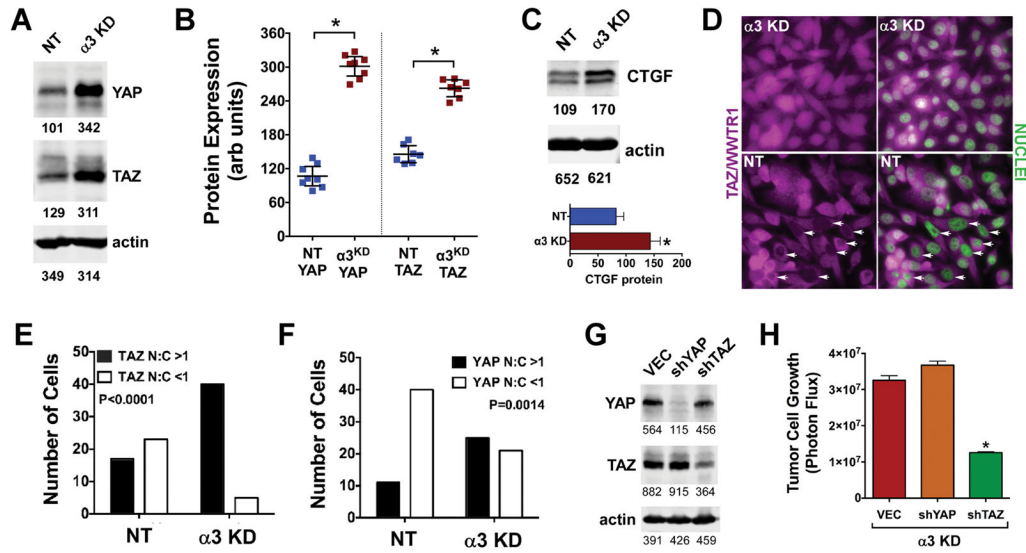 A
NT α3 KD
YAP
101 342
TAZ
129 311
actin
349 314
B
Protein Expression
(arb units)
360
300
240
180
120
60
*
*
NT
YAP
α3KD
YAP
NT
TAZ
α3KD
TAZ
C
NT α3 KD
CTGF
109 170
actin
652 621
NT
α3 KD
*
0 50 100 150 200
CTGF protein
D
α3 KD
α3 KD
NT
NT
TAZ/WWTR1
NUCLEI
E
Number of Cells
50
40
30
20
10
0
TAZ N:C >1
TAZ N:C <1
P<0.0001
NT α3 KD
F
Number of Cells
50
40
30
20
10
0
YAP N:C >1
YAP N:C <1
P=0.0014
NT α3 KD
G
VEC shYAP shTAZ
YAP
564 115 456
TAZ
882 915 364
actin
391 426 459
H
Tumor Cell Growth
(Photon Flux)
4×10⁷
3×10⁷
2×10⁷
1×10⁷
0
*
VEC shYAP shTAZ
α3 KD